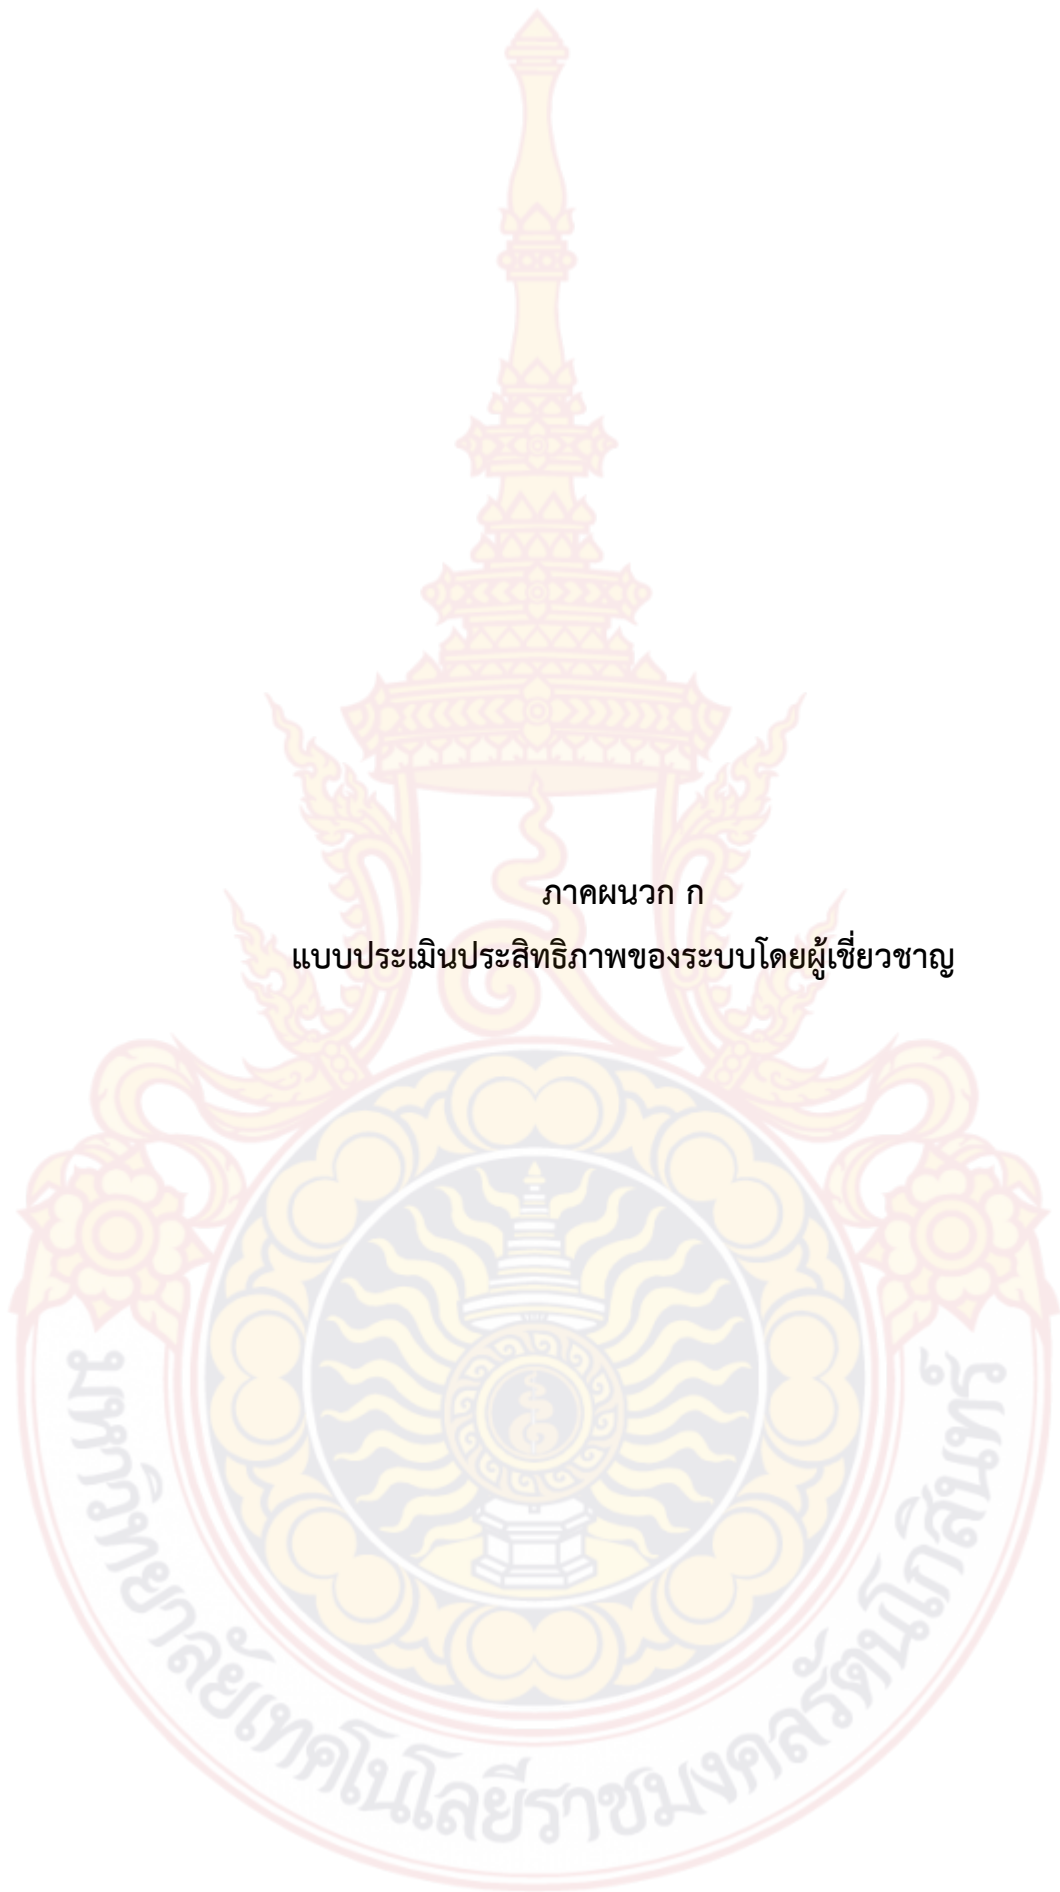 ภาคผนวก ก
แบบประเมินประสิทธิภาพของระบบโดยผู้เชี่ยวชาญ
มหาวิทยาลัยเทคโนโลยีราชมงคลรัตนโกสินทร์